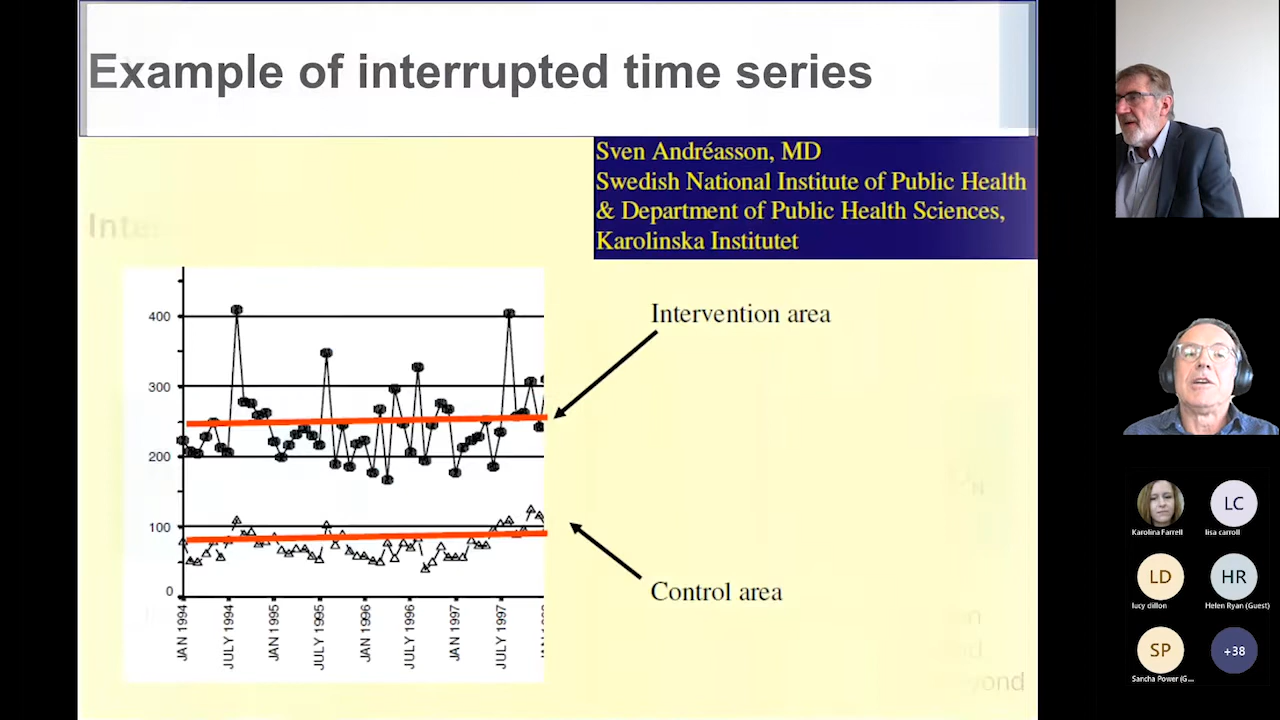 Example of interrupted time series
Sven Andréasson, MD
Swedish National Institute of Public Health
& Department of Public Health Sciences,
Karolinska Institutet
Intervention area
Control area
400
300
200
100
0
JAN 1994
JULY 1994
JAN 1995
JULY 1995
JAN 1996
JULY 1996
JAN 1997
JULY 1997
Karolina Farrell
LC
lisa carroll
LD
lucy dillon
HR
Helen Ryan (Guest)
SP
Sancha Power (G...
+38